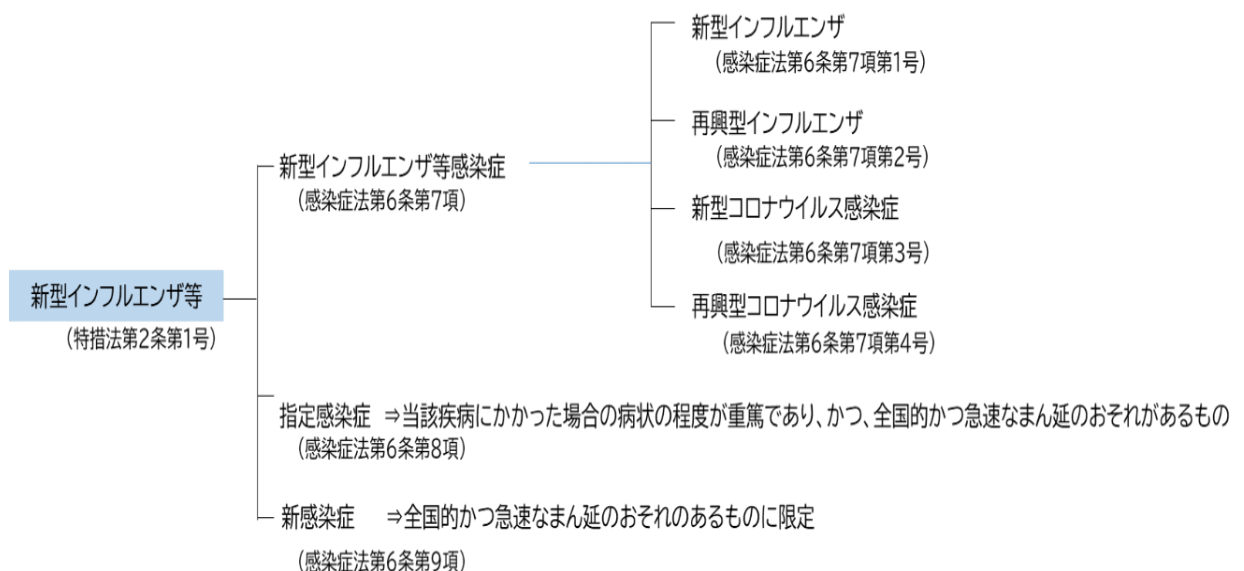 新型インフルエンザ
(感染症法第6条第7項第1号)
再興型インフルエンザ
(感染症法第6条第7項第2号)
新型インフルエンザ等感染症
(感染症法第6条第7項)
新型コロナウイルス感染症
(感染症法第6条第7項第3号)
新型インフルエンザ等
(特措法第2条第1号)
再興型コロナウイルス感染症
(感染症法第6条第7項第4号)
指定感染症 ⇒当該疾病にかかった場合の病状の程度が重篤であり、かつ、全国的かつ急速なまん延のおそれがあるもの
(感染症法第6条第8項)
新感染症 ⇒全国的かつ急速なまん延のおそれのあるものに限定
(感染症法第6条第9項)